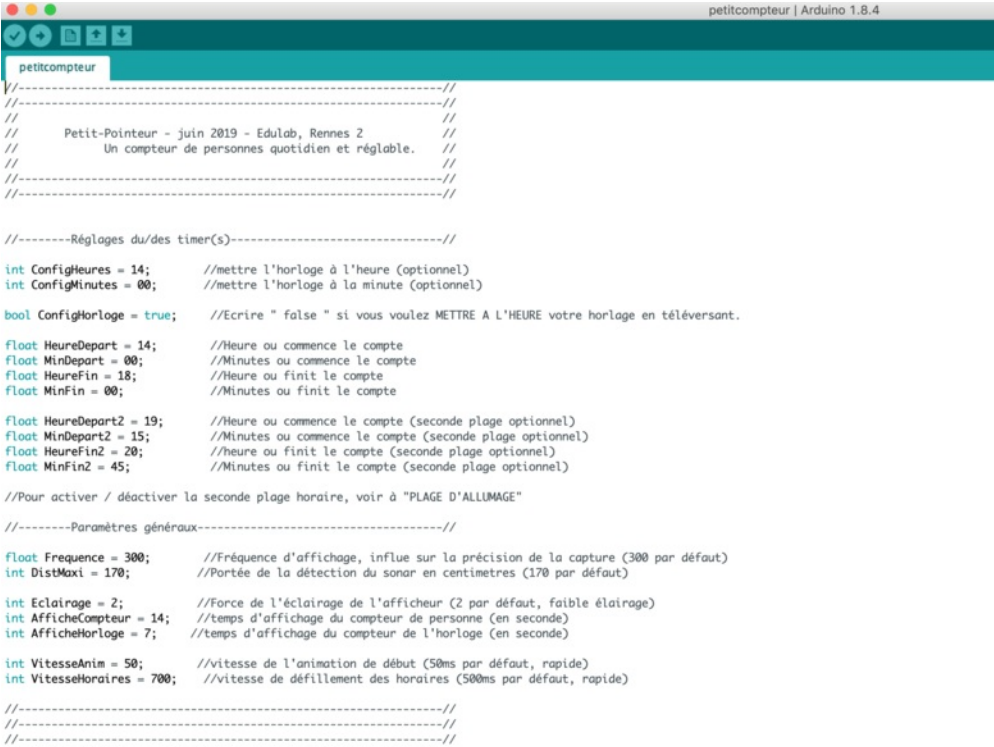 petitcompteur | Arduino 1.8.4
petitcompteur
//----------------------------------------------------------------//
//----------------------------------------------------------------//
//                                                                //
//       Petit-Pointeur - juin 2019 - Edulab, Rennes 2            //
//             Un compteur de personnes quotidien et réglable.    //
//                                                                //
//----------------------------------------------------------------//
//----------------------------------------------------------------//
//--------Réglages du/des timer(s)--------------------------------//
int ConfigHeures = 14;        //mettre l'horloge à l'heure (optionnel)
int ConfigMinutes = 00;       //mettre l'horloge à la minute (optionnel)
bool ConfigHorloge = true;     //Ecrire " false " si vous voulez METTRE A L'HEURE votre horlage en téléversant.
float HeureDepart = 14;        //Heure ou commence le compte
float MinDepart = 00;          //Minutes ou commence le compte
float HeureFin = 18;           //Heure ou finit le compte
float MinFin = 00;             //Minutes ou finit le compte
float HeureDepart2 = 19;       //Heure ou commence le compte (seconde plage optionnel)
float MinDepart2 = 15;         //Minutes ou commence le compte (seconde plage optionnel)
float HeureFin2 = 20;          //heure ou finit le compte (seconde plage optionnel)
float MinFin2 = 45;            //Minutes ou finit le compte (seconde plage optionnel)
//Pour activer / déactiver la seconde plage horaire, voir à "PLAGE D'ALLUMAGE"
//--------Paramètres généraux-------------------------------------//
float Frequence = 300;        //Fréquence d'affichage, influe sur la précision de la capture (300 par défaut)
int DistMaxi = 170;          //Portée de la détection du sonar en centimetres (170 par défaut)
int Eclairage = 2;           //Force de l'éclairage de l'afficheur (2 par défaut, faible élairage)
int AfficheCompteur = 14;    //temps d'affichage du compteur de personne (en seconde)
int AfficheHorloge = 7;     //temps d'affichage du compteur de l'horloge (en seconde)
int VitesseAnim = 50;        //vitesse de l'animation de début (50ms par défaut, rapide)
int VitesseHoraires = 700;    //vitesse de défillement des horaires (500ms par défaut, rapide)
//----------------------------------------------------------------//
//----------------------------------------------------------------//
//----------------------------------------------------------------//